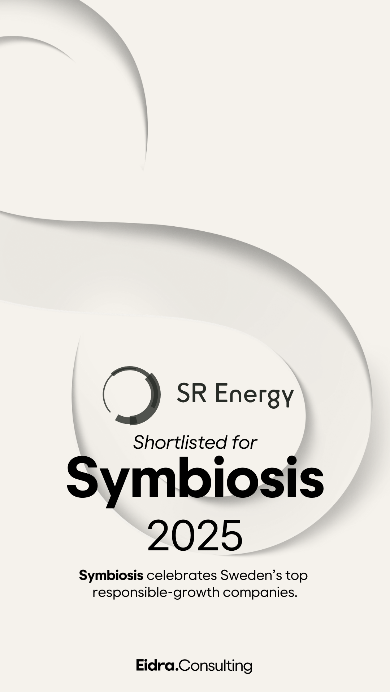 SR Energy
Shortlisted for
Symbiosis
2025
Symbiosis celebrates Sweden’s top
responsible-growth companies.
Eidra.Consulting